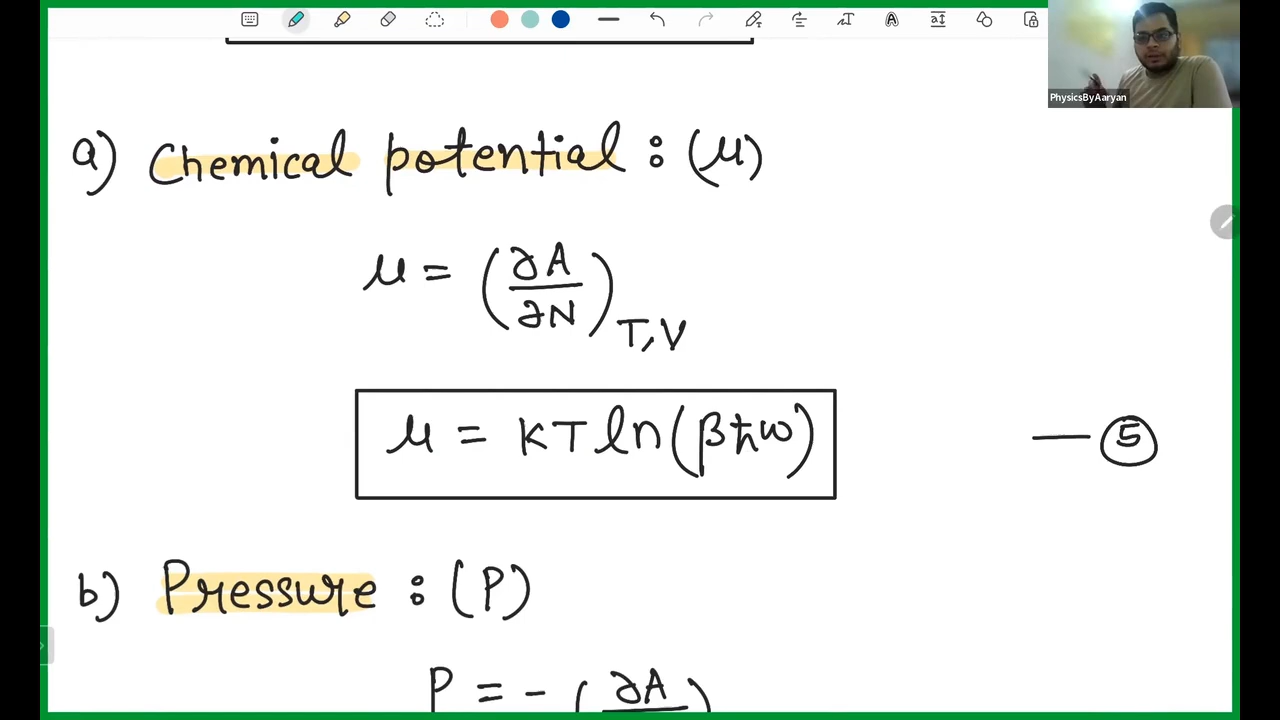 PhysicsByAaryan
a) Chemical potential : (μ)
μ = (∂A/∂N)T,V
μ = KT ln(βℏω) — 5
b) Pressure : (P)
P = - (∂A